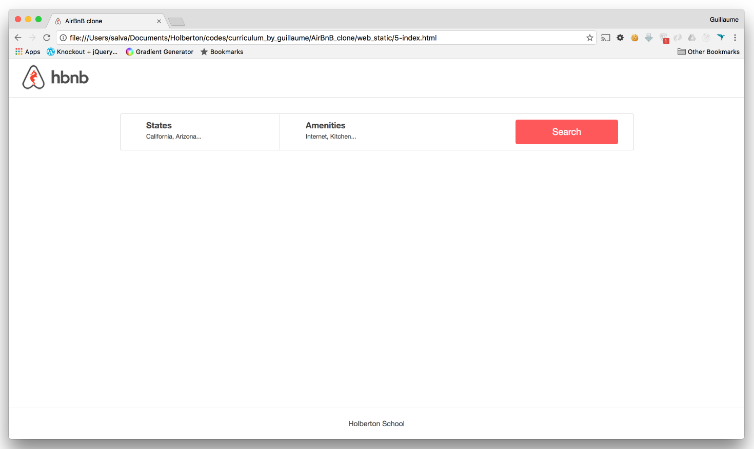 AirBnB clone
Guillaume
file:///Users/salva/Documents/Holberton/codes/curriculum_by_guillaume/AirBnB_clone/web_static/5-index.html
Apps Knockout + jQuery... Gradient Generator Bookmarks Other Bookmarks
hbnb
States
California, Arizona...
Amenities
Internet, Kitchen...
Search
Holberton School